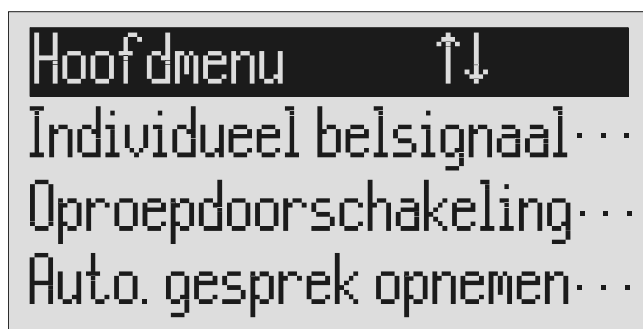 Hoofdmenu ↑↓
Individueel belsignaal···
Oproepdoorschakeling···
Auto. gesprek opnemen···